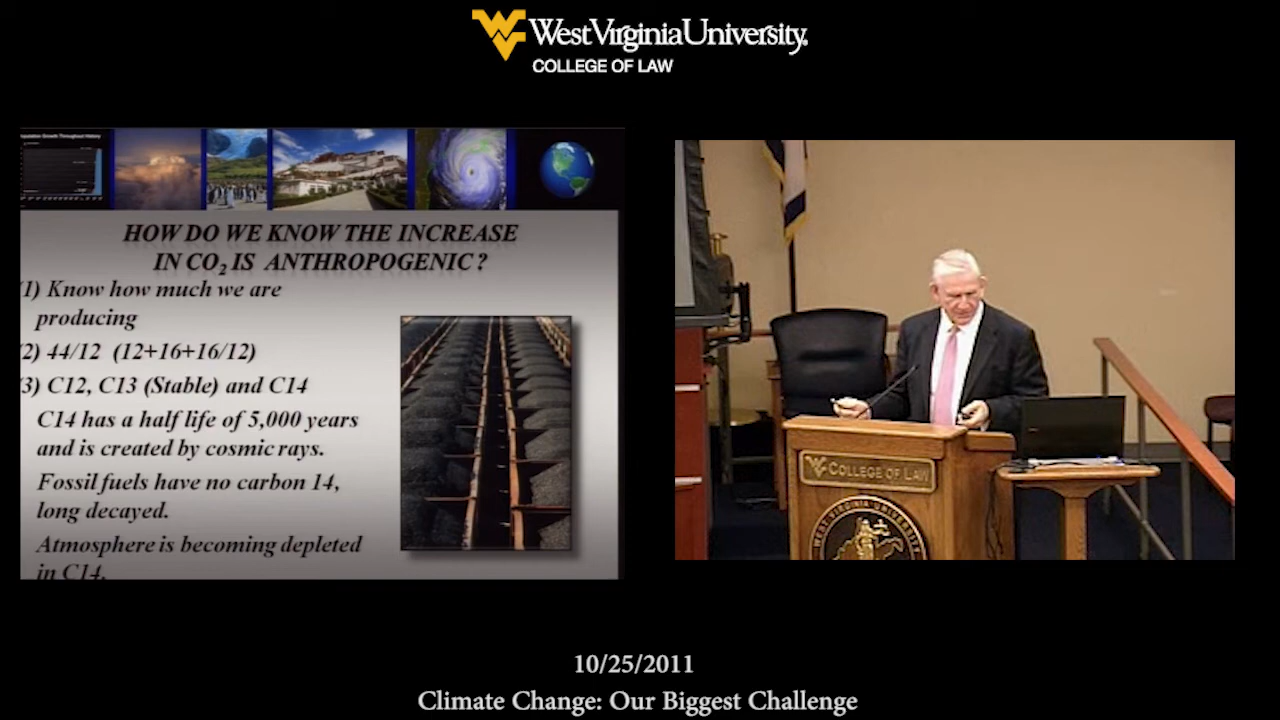 West Virginia University.
COLLEGE OF LAW
HOW DO WE KNOW THE INCREASE
IN CO₂ IS ANTHROPOGENIC?
1) Know how much we are
producing
2) 44/12 (12+16+16/12)
3) C12, C13 (Stable) and C14
C14 has a half life of 5,000 years
and is created by cosmic rays.
Fossil fuels have no carbon 14,
long decayed.
Atmosphere is becoming depleted
in C14.
COLLEGE OF LAW
WEST VIRGINIA UNIVERSITY
10/25/2011
Climate Change: Our Biggest Challenge